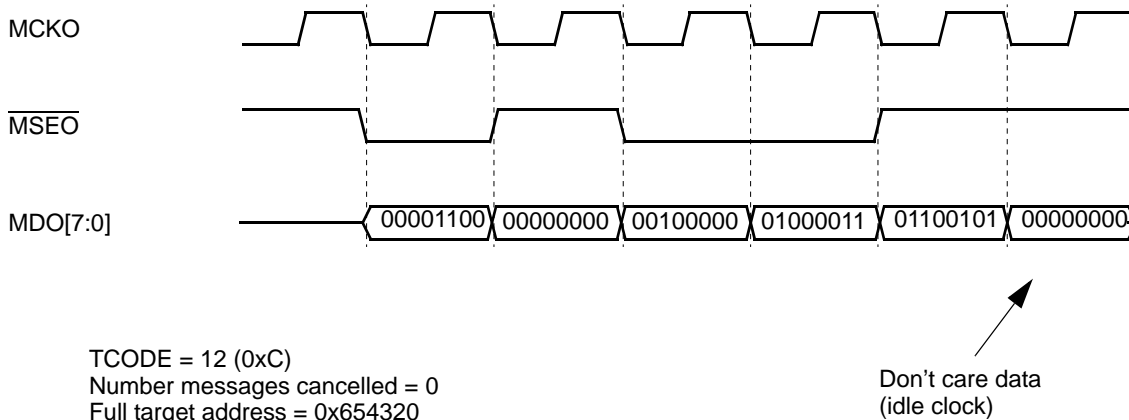 MCKO
MSEO
MDO[7:0]
00001100 00000000 00100000 01000011 01100101 00000000
TCODE = 12 (0xC)
Number messages cancelled = 0
Full target address = 0x654320
Don't care data
(idle clock)